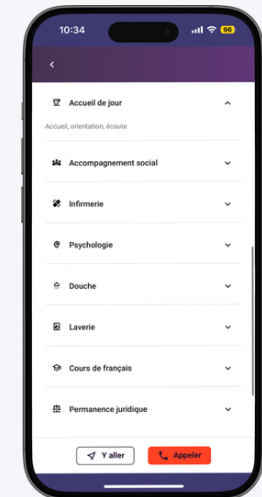 10:34
96
Accueil de jour
Accueil, orientation, écoute
Accompagnement social
Infirmerie
Psychologie
Douche
Laverie
Cours de français
Permanence juridique
Y aller
Appeler